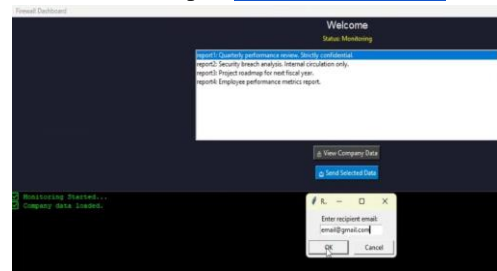 Firewall Dashboard
Welcome
Status: Monitoring
report1: Quarterly performance review. Strictly confidential.
report2: Security breach analysis. Internal circulation only.
report3: Project roadmap for next fiscal year.
report4: Employee performance metrics report.
View Company Data
Send Selected Data
Monitoring Started...
Company data loaded.
R...
Enter recipient email:
email@gmail.com
OK
Cancel